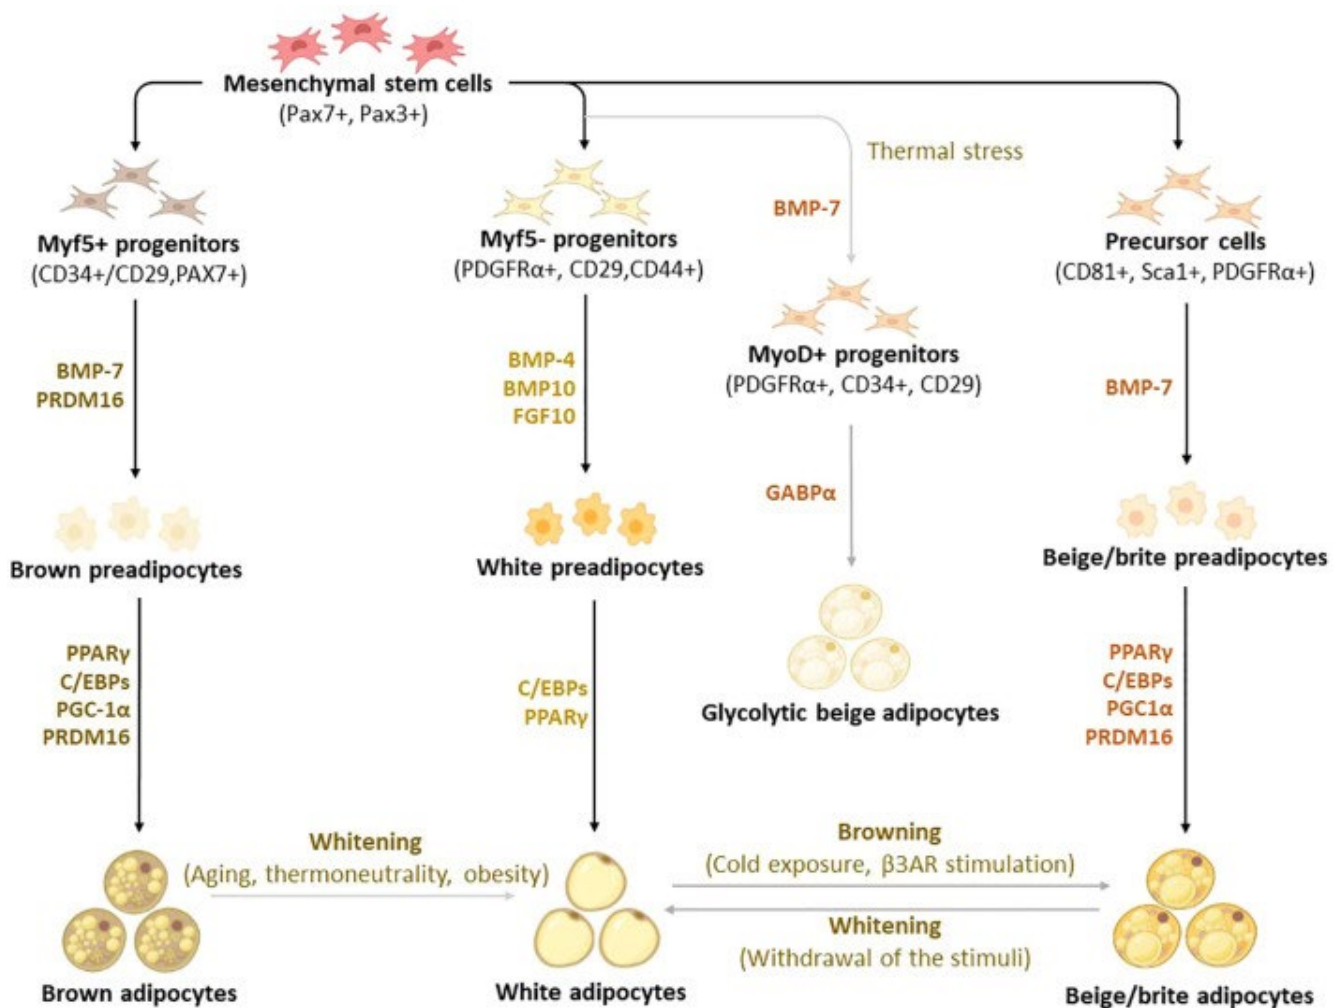 Mesenchymal stem cells
(Pax7+, Pax3+)
Thermal stress
BMP-7
Myf5+ progenitors
(CD34+/CD29,PAX7+)
Myf5- progenitors
(PDGFRα+, CD29,CD44+)
Precursor cells
(CD81+, Sca1+, PDGFRα+)
MyoD+ progenitors
(PDGFRα+, CD34+, CD29)
BMP-7
PRDM16
BMP-4
BMP10
FGF10
BMP-7
GABPα
Brown preadipocytes
White preadipocytes
Beige/brite preadipocytes
PPARγ
C/EBPs
PGC-1α
PRDM16
C/EBPs
PPARγ
Glycolytic beige adipocytes
PPARγ
C/EBPs
PGC1α
PRDM16
Whitening
(Aging, thermoneutrality, obesity)
Browning
(Cold exposure, β3AR stimulation)
Whitening
(Withdrawal of the stimuli)
Brown adipocytes
White adipocytes
Beige/brite adipocytes